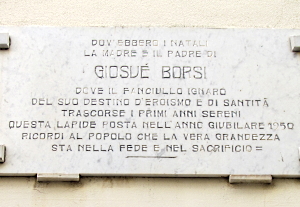 DOV'EBBERO I NATALI
LA MADRE E IL PADRE DI
GIOSUÈ BORSI
DOVE IL FANCIULLO IGNARO
DEL SUO DESTINO D'EROISMO E DI SANTITÀ
TRASCORSE I PRIMI ANNI SERENI
QUESTA LAPIDE POSTA NELL'ANNO GIUBILARE 1950
RICORDI AL POPOLO CHE LA VERA GRANDEZZA
STA NELLA FEDE E NEL SACRIFICIO =